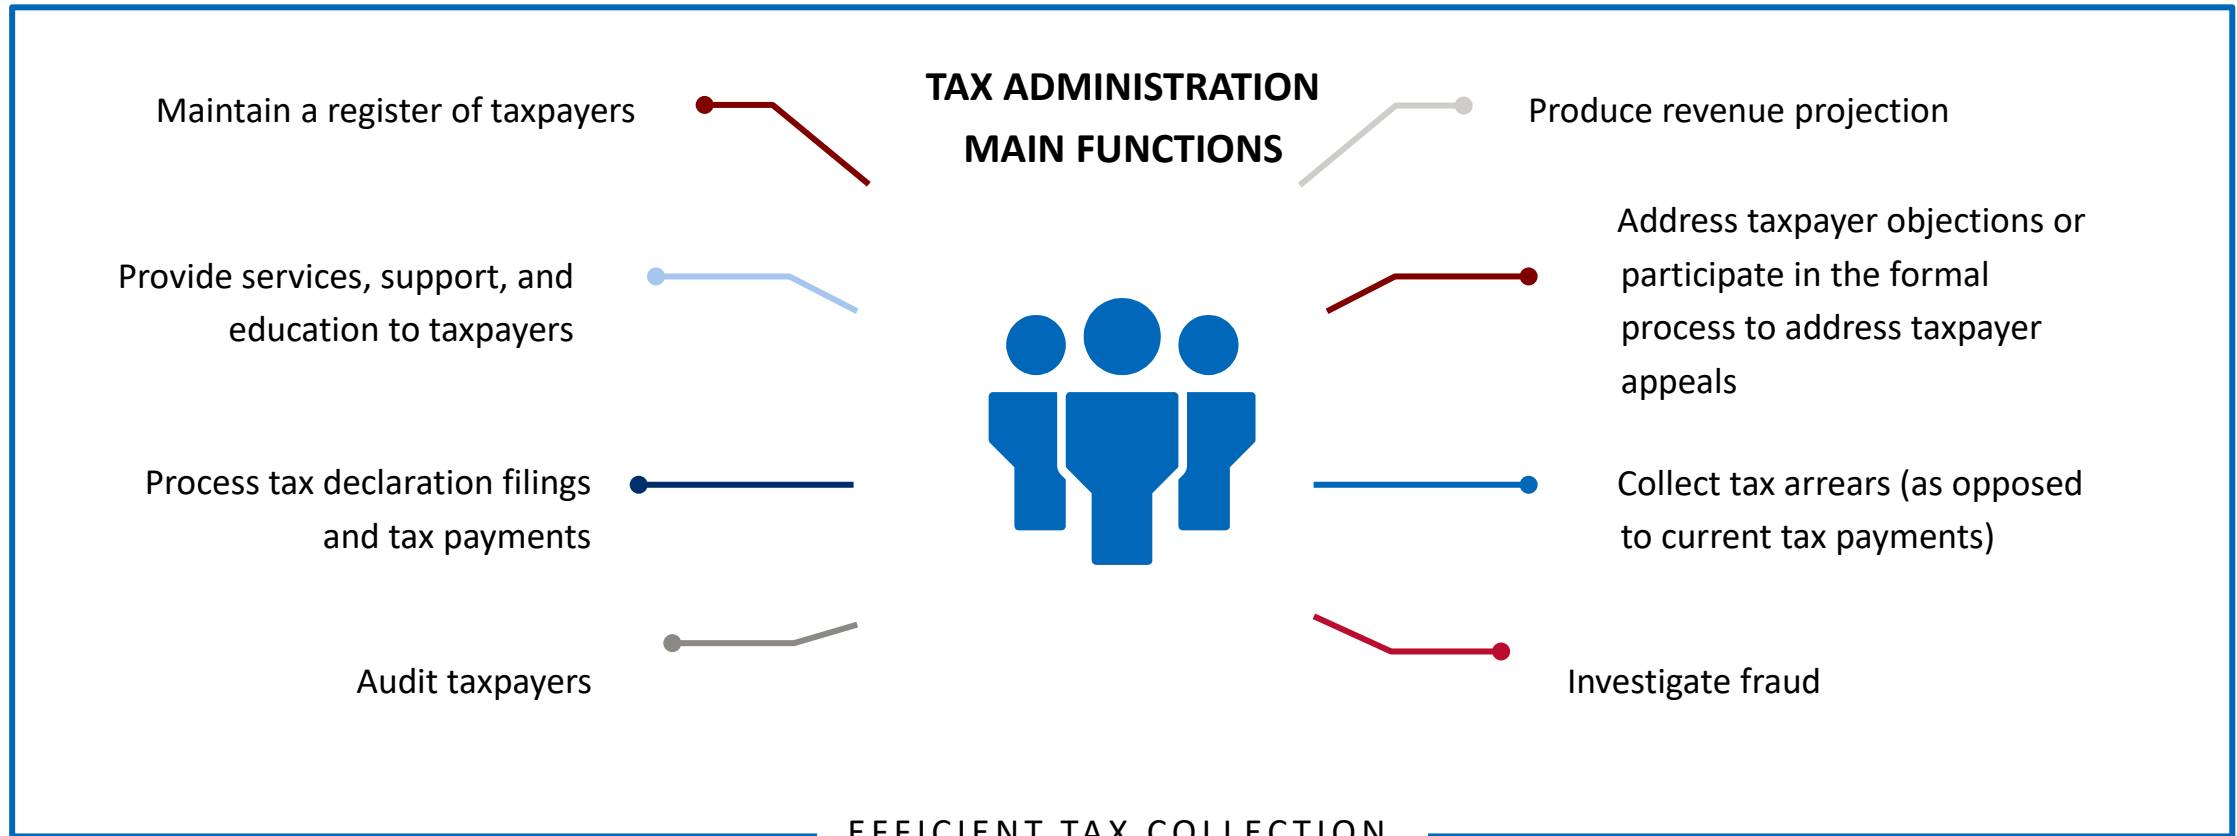 TAX ADMINISTRATION
MAIN FUNCTIONS
Maintain a register of taxpayers
Provide services, support, and
education to taxpayers
Process tax declaration filings
and tax payments
Audit taxpayers
Produce revenue projection
Address taxpayer objections or
participate in the formal
process to address taxpayer
appeals
Collect tax arrears (as opposed
to current tax payments)
Investigate fraud
EFFICIENT TAX COLLECTION